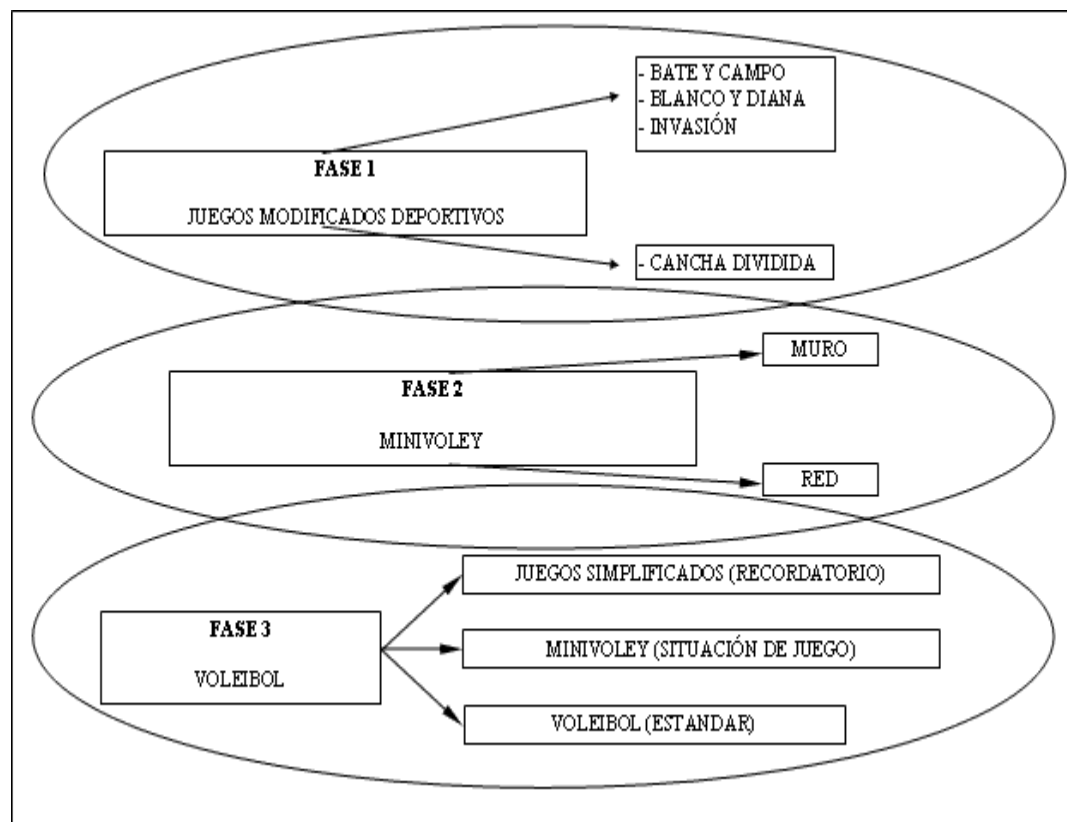 - BATE Y CAMPO
- BLANCO Y DIANA
- INVASIÓN
FASE 1
JUEGOS MODIFICADOS DEPORTIVOS
- CANCHA DIVIDIDA
MURO
FASE 2
MINIVOLEY
RED
JUEGOS SIMPLIFICADOS (RECORDATORIO)
FASE 3
VOLEIBOL
MINIVOLEY (SITUACIÓN DE JUEGO)
VOLEIBOL (ESTANDAR)